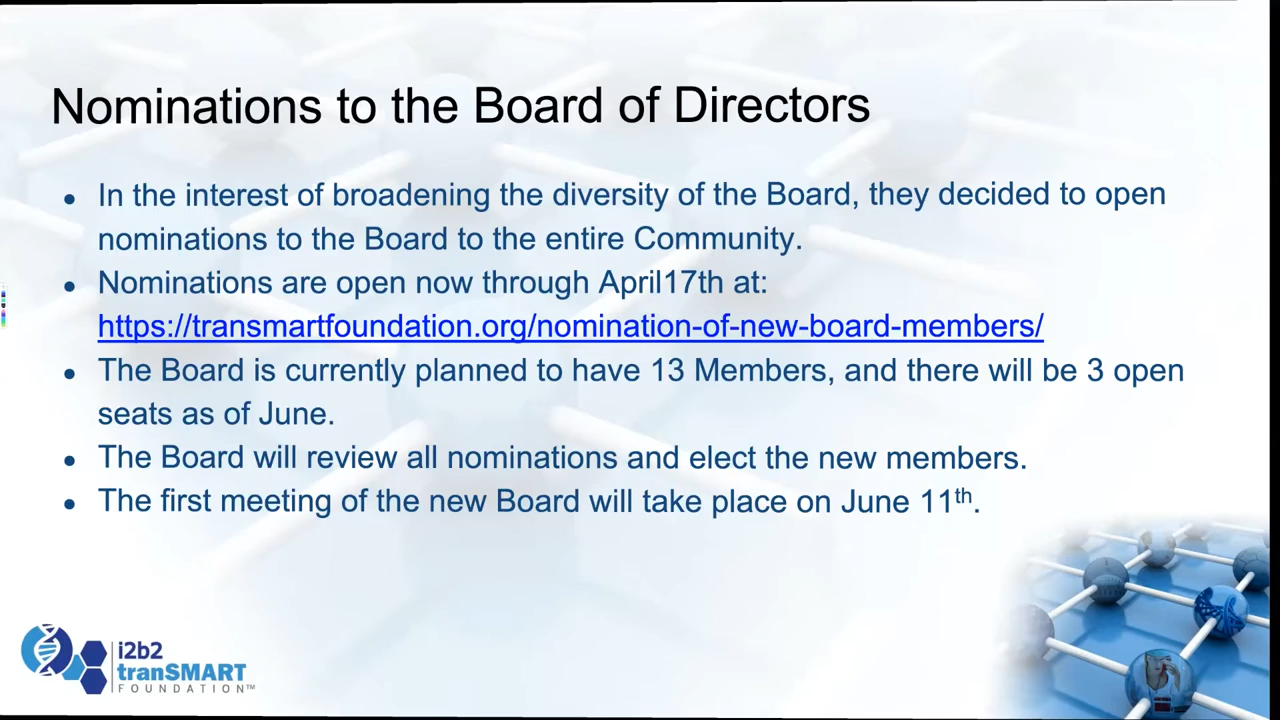 Nominations to the Board of Directors
• In the interest of broadening the diversity of the Board, they decided to open
nominations to the Board to the entire Community.
• Nominations are open now through April17th at:
https://transmartfoundation.org/nomination-of-new-board-members/
• The Board is currently planned to have 13 Members, and there will be 3 open
seats as of June.
• The Board will review all nominations and elect the new members.
• The first meeting of the new Board will take place on June 11th.
i2b2
tranSMART
FOUNDATION™